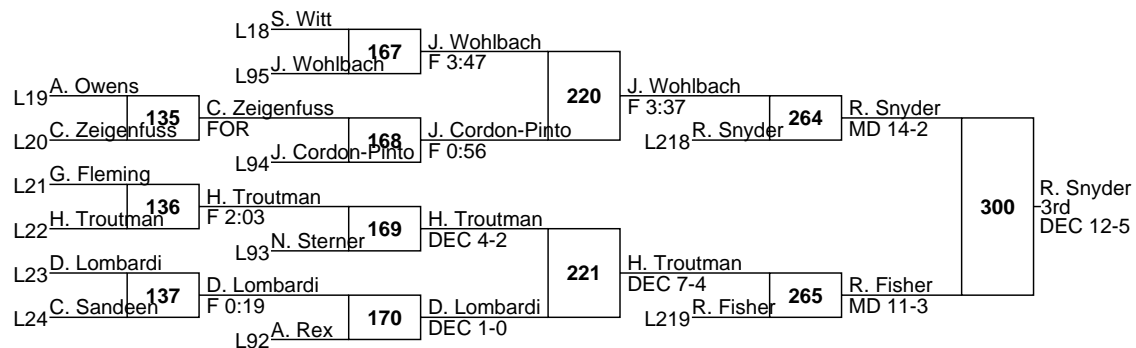 L18 S. Witt
167
L95 J. Wohlbach
J. Wohlbach
F 3:47
L19 A. Owens
135
L20 C. Zeigenfuss
C. Zeigenfuss
FOR
168
L94 J. Cordon-Pinto
J. Cordon-Pinto
F 0:56
220
J. Wohlbach
F 3:37
L218 R. Snyder
264
R. Snyder
MD 14-2
L21 G. Fleming
136
L22 H. Troutman
H. Troutman
F 2:03
169
L93 N. Sterner
H. Troutman
DEC 4-2
L23 D. Lombardi
137
L24 C. Sandeen
D. Lombardi
F 0:19
170
L92 A. Rex
D. Lombardi
DEC 1-0
221
H. Troutman
DEC 7-4
L219 R. Fisher
265
R. Fisher
MD 11-3
300
R. Snyder
3rd
DEC 12-5